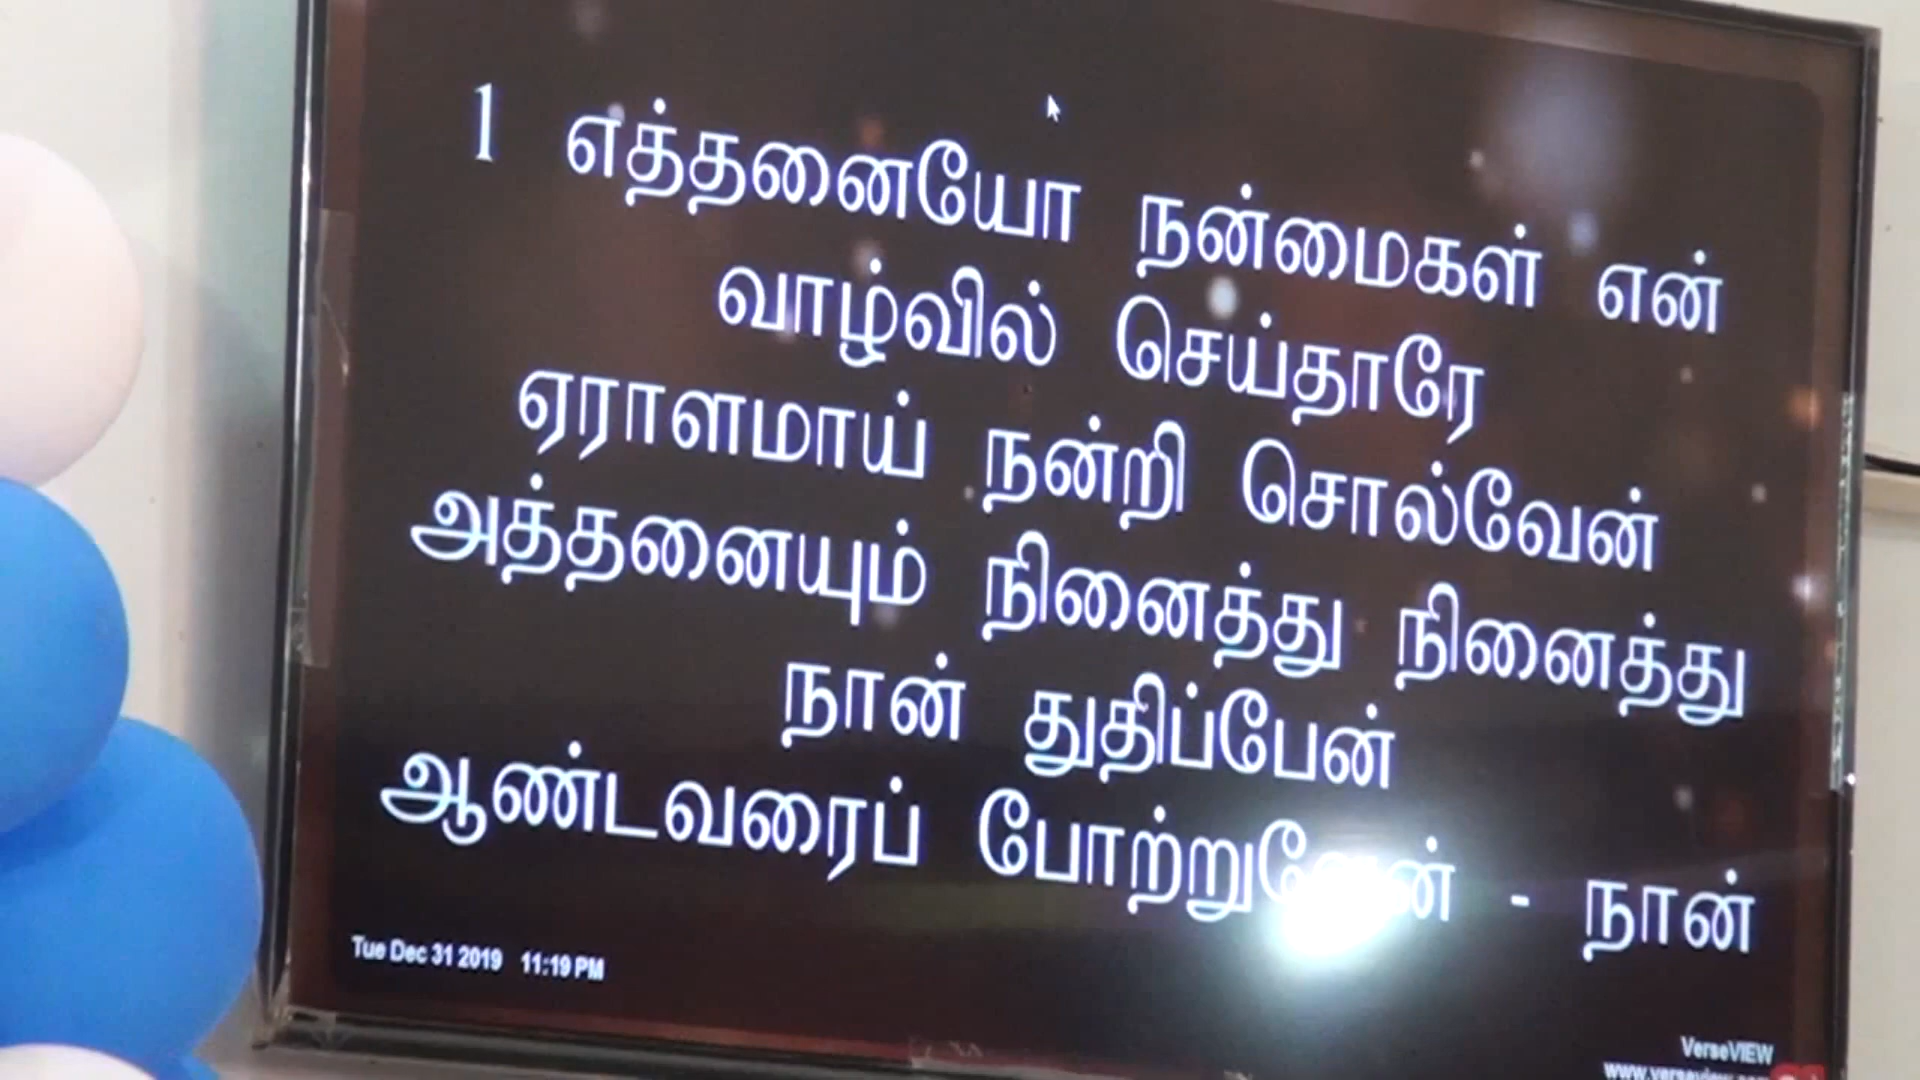 1 எத்தனையோ நன்மைகள் என்
வாழ்வில் செய்தாரே
ஏராளமாய் நன்றி சொல்வேன்
அத்தனையும் நினைத்து நினைத்து
நான் துதிப்பேன்
ஆண்டவரைப் - நான்
Tue Dec 31 2019 11:19 PM
VerseVIEW